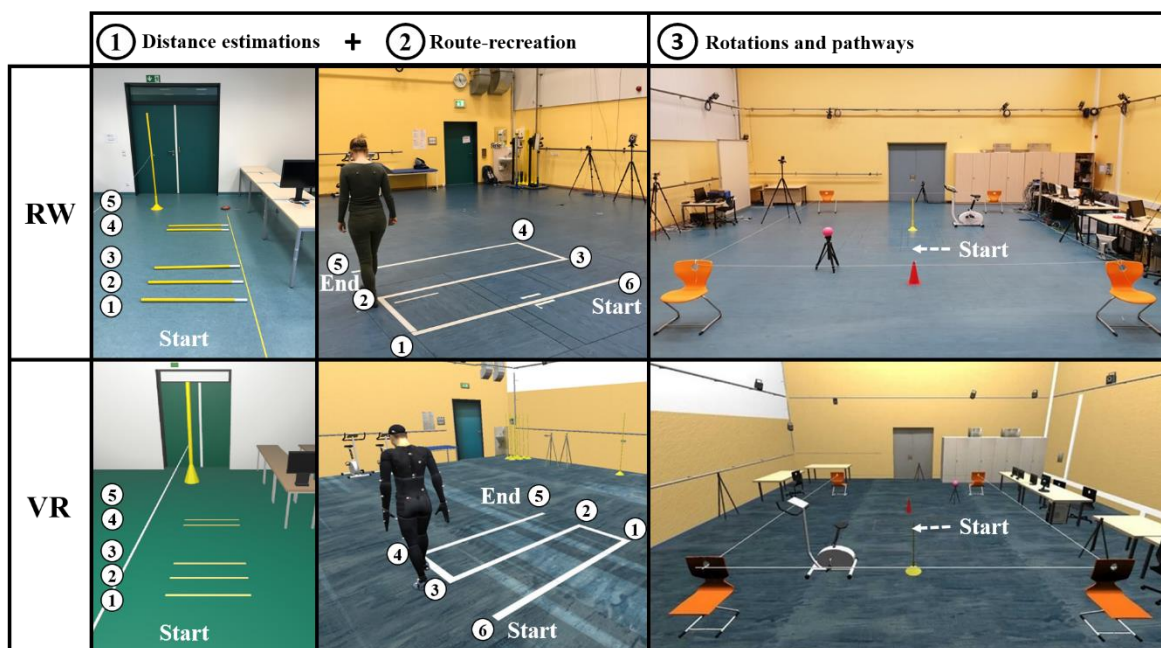 1 Distance estimations + 2 Route-recreation
3 Rotations and pathways
RW
5
4
3
2
1
Start
4
5
3
End
6
2
Start
1
Start
VR
5
4
3
2
1
Start
End 5
2
1
4
3
6 Start
Start